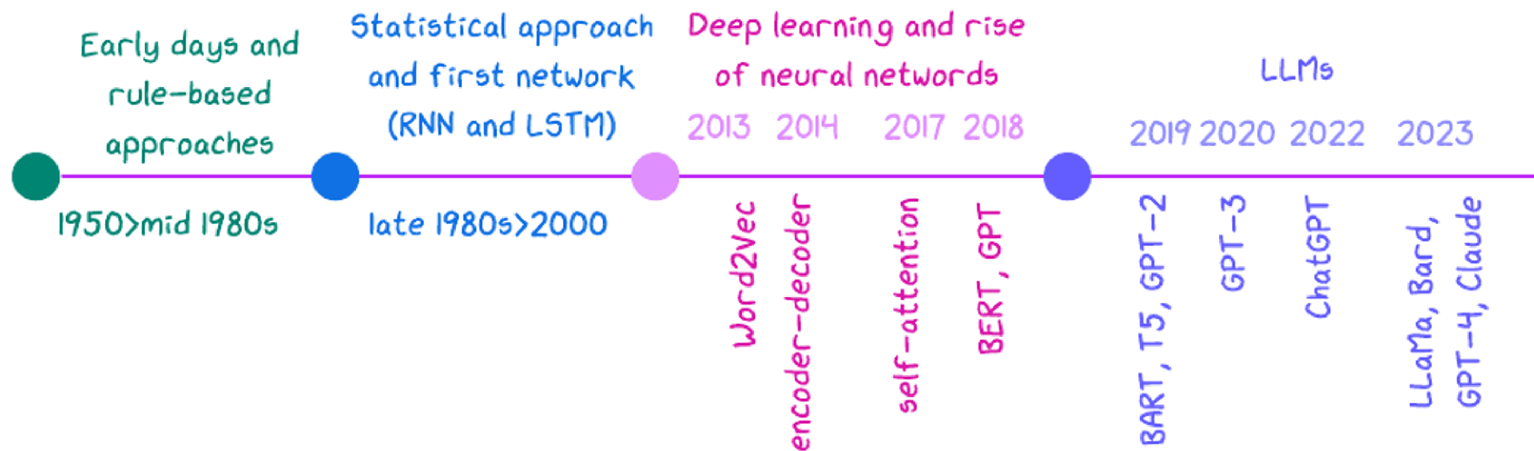 Early days and
rule-based
approaches
1950>mid 1980s
Statistical approach
and first network
(RNN and LSTM)
late 1980s>2000
Deep learning and rise
of neural networds
2013 2014 2017 2018
Word2Vec
encoder-decoder
self-attention
BERT, GPT
LLMs
2019 2020 2022 2023
BART, T5, GPT-2
GPT-3
ChatGPT
LLaMa, Bard,
GPT-4, Claude